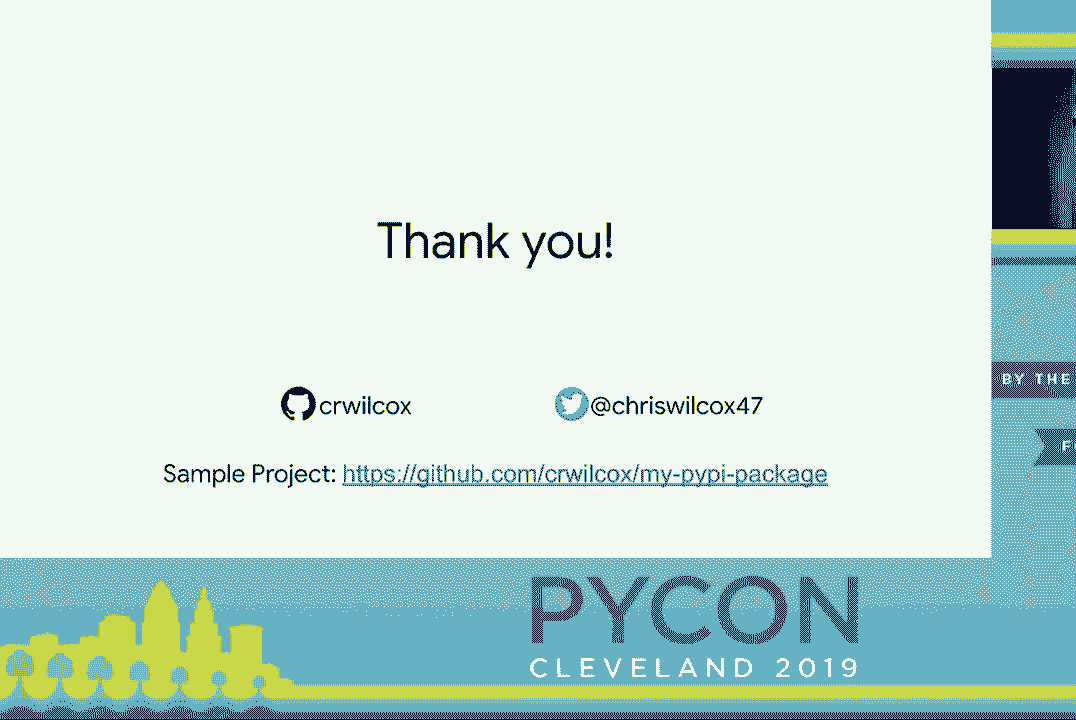 Thank you!
crwilcox
@chriswilcox47
Sample Project: https://github.com/crwilcox/my-pypi-package
BY THE
PYCON
CLEVELAND 2019